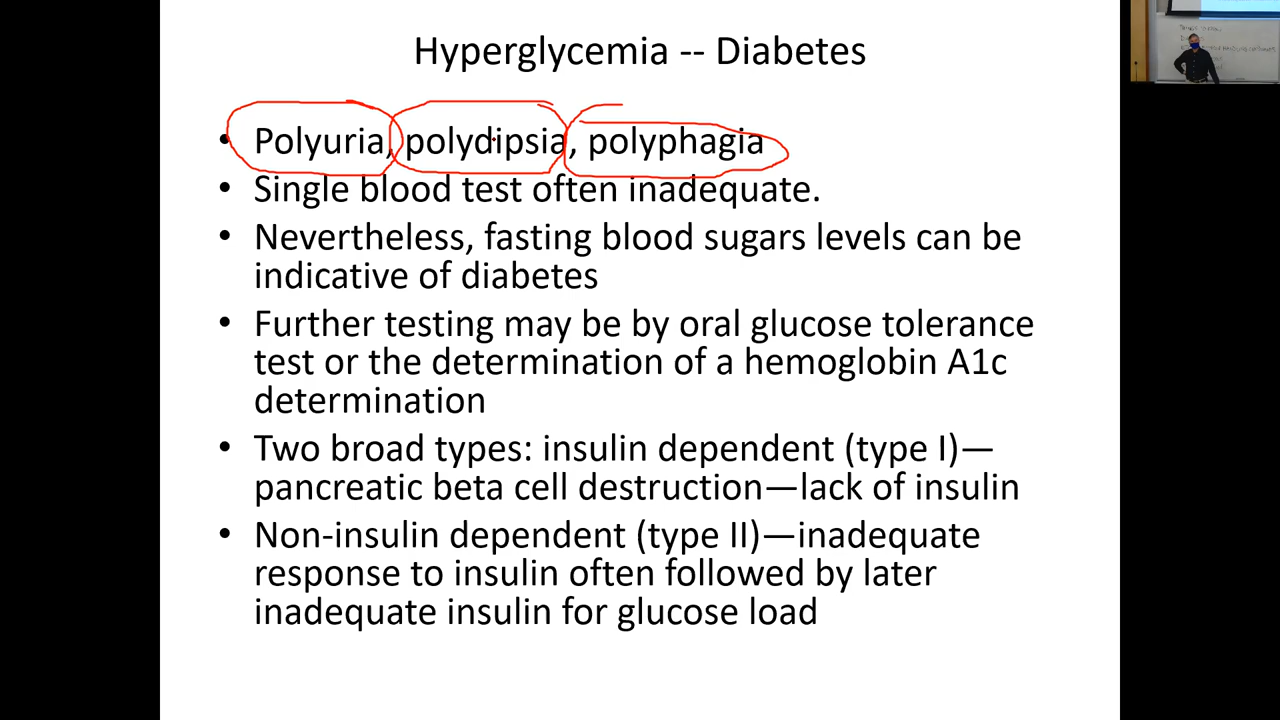 Hyperglycemia -- Diabetes
• Polyuria, polydipsia, polyphagia
• Single blood test often inadequate.
• Nevertheless, fasting blood sugars levels can be
indicative of diabetes
• Further testing may be by oral glucose tolerance
test or the determination of a hemoglobin A1c
determination
• Two broad types: insulin dependent (type I)—
pancreatic beta cell destruction—lack of insulin
• Non-insulin dependent (type II)—inadequate
response to insulin often followed by later
inadequate insulin for glucose load